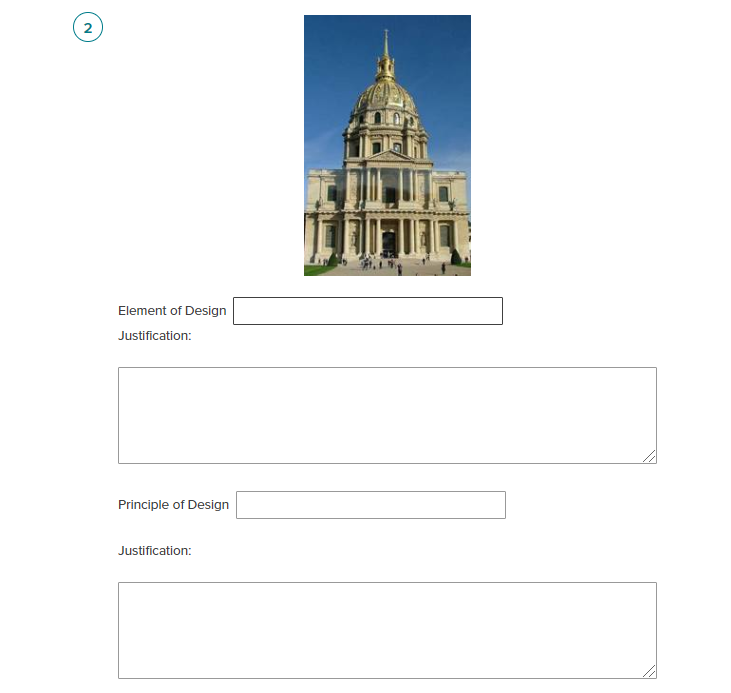 2
Element of Design
Justification:
Principle of Design
Justification: